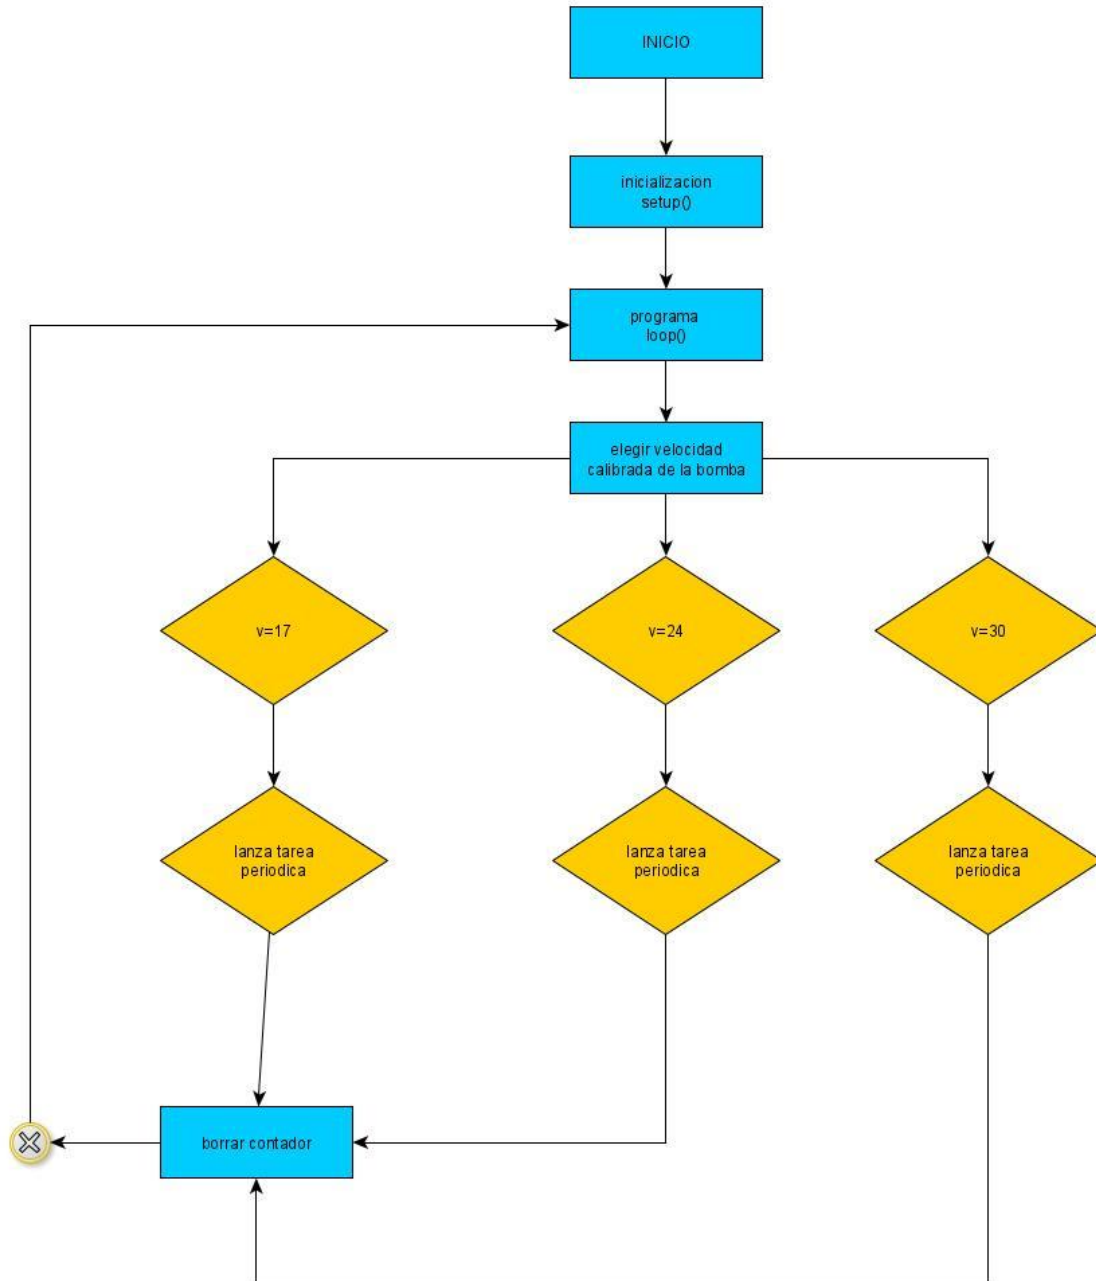 INICIO
inicializacion
setup()
programa
loop()
elegir velocidad
calibrada de la bomba
v=17
v=24
v=30
lanza tarea
periodica
lanza tarea
periodica
lanza tarea
periodica
borrar contador